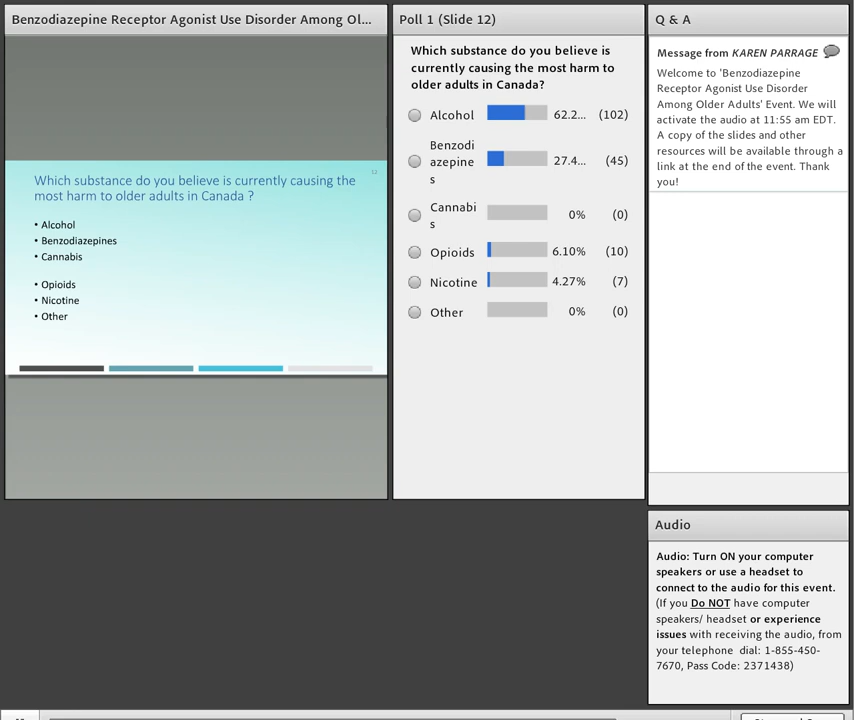 Benzodiazepine Receptor Agonist Use Disorder Among Ol...
12
Which substance do you believe is currently causing the
most harm to older adults in Canada ?
• Alcohol
• Benzodiazepines
• Cannabis
• Opioids
• Nicotine
• Other
Poll 1 (Slide 12)
Which substance do you believe is
currently causing the most harm to
older adults in Canada?
Alcohol 62.2... (102)
Benzodi
azepine 27.4... (45)
s
Cannabi
s 0% (0)
Opioids 6.10% (10)
Nicotine 4.27% (7)
Other 0% (0)
Q & A
Message from KAREN PARRAGE
Welcome to 'Benzodiazepine
Receptor Agonist Use Disorder
Among Older Adults' Event. We will
activate the audio at 11:55 am EDT.
A copy of the slides and other
resources will be available through a
link at the end of the event. Thank
you!
Audio
Audio: Turn ON your computer
speakers or use a headset to
connect to the audio for this event.
(If you Do NOT have computer
speakers/ headset or experience
issues with receiving the audio, from
your telephone dial: 1-855-450-
7670, Pass Code: 2371438)